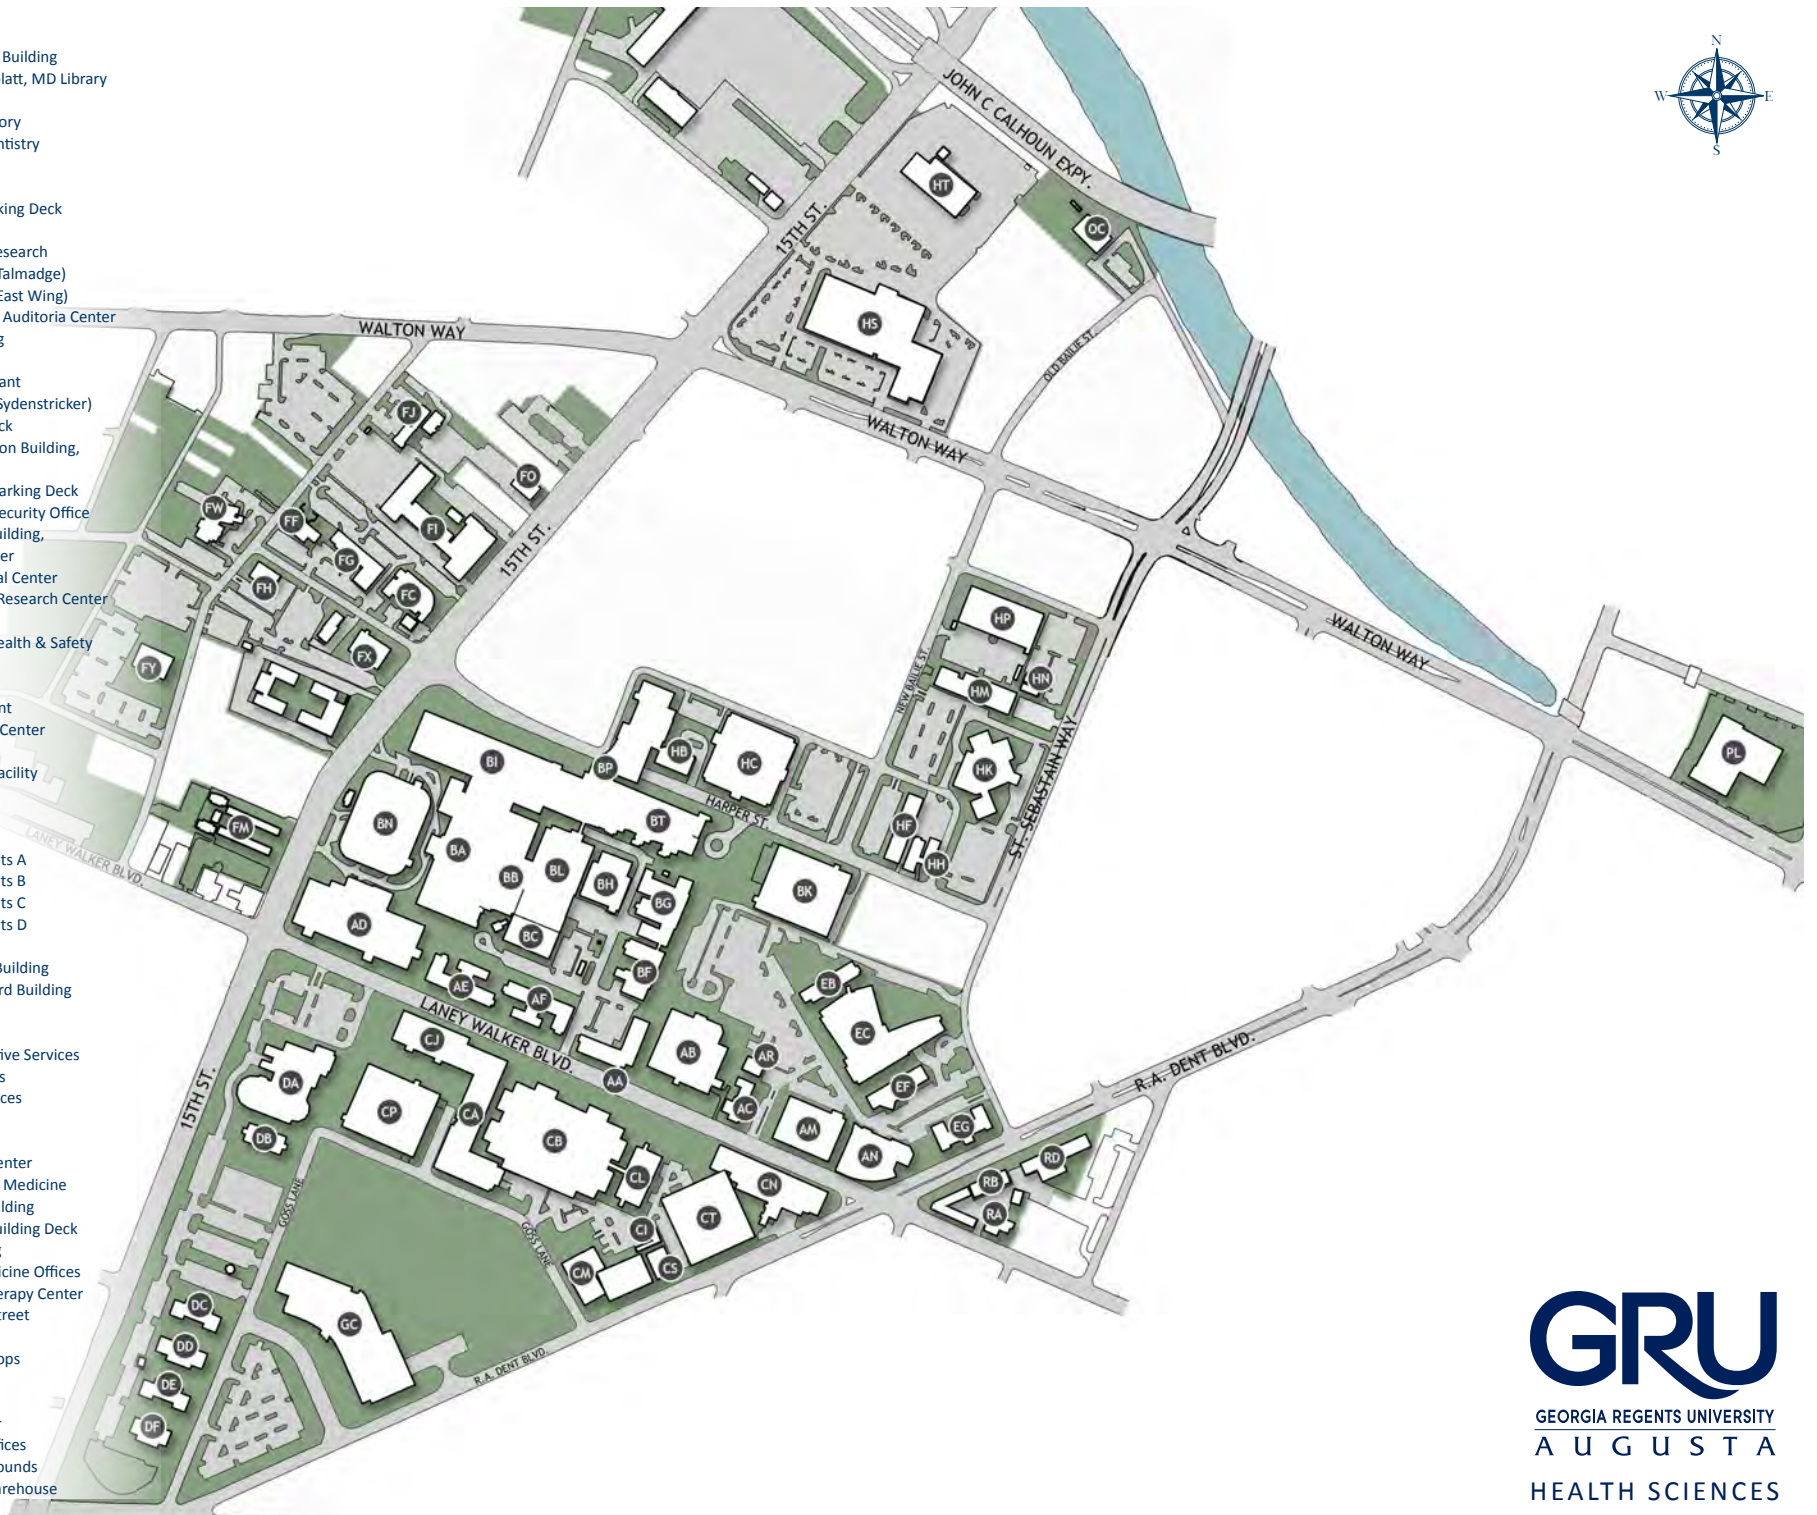 Building
latt, MD Library
ory
ntistry
king Deck
esearch
Talmadge)
East Wing)
Auditoria Center
g
ant
Sydenstricker)
ck
on Building,
arking Deck
ecurity Office
uilding,
er
al Center
Research Center
ealth & Safety
nt
Center
acility
ts A
ts B
ts C
ts D
Building
rd Building
ive Services
s
ces
enter
Medicine
ilding
uilding Deck
g
icine Offices
erapy Center
treet
ops
r
fices
ounds
arehouse
N
W E
S
JOHN C CALHOUN EXPY.
HT
OC
15TH ST.
HS
WALTON WAY
OLD BAILIE ST.
WALTON WAY
FJ
FO
FW
FF
FI
FG
FH
FC
15TH ST.
FX
FY
HP
HN
HM
NEW BAILIE ST.
WALTON WAY
PL
BI
BP
HB
HC
HK
ST. SEBASTAIN WAY
HARPER ST.
HF
HH
FM
LANEY WALKER BLVD.
BN
BA
BT
BB
BL
BH
BG
BK
AD
BC
BF
AE
AF
LANEY WALKER BLVD.
EB
EC
EF
EG
CJ
AB
AR
AA
AC
AM
AN
R.A. DENT BLVD.
15TH ST.
DA
DB
CP
CA
CB
CL
CN
CT
CI
CS
CM
RD
RB
RA
GOSS LANE
GOSS LANE
GC
DC
DD
DE
DF
R.A. DENT BLVD.
GRU
GEORGIA REGENTS UNIVERSITY
AUGUSTA
HEALTH SCIENCES